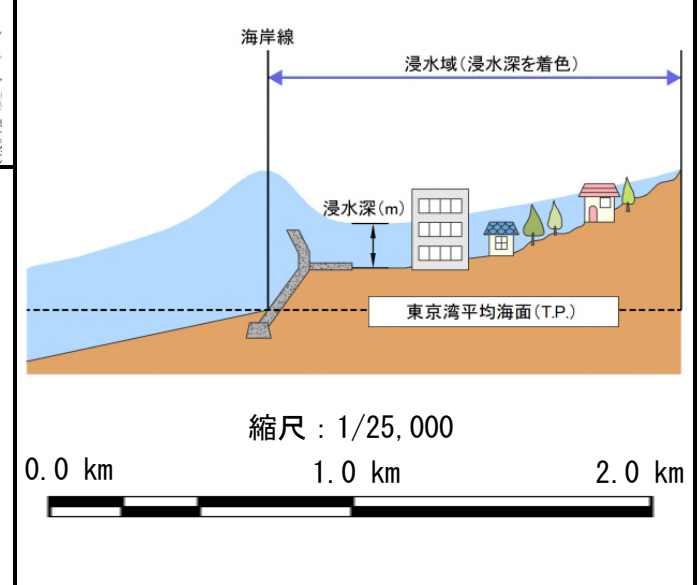 海岸線
浸水域(浸水深を着色)
浸水深(m)
東京湾平均海面(T.P.)
縮尺：1/25,000
0.0 km 1.0 km 2.0 km